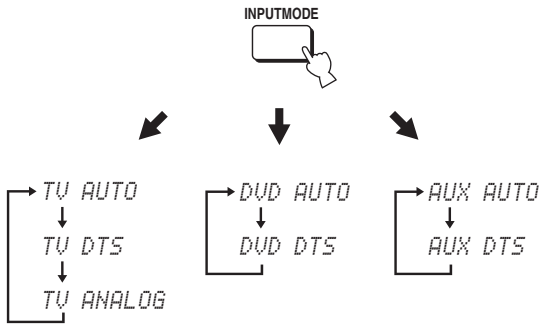 INPUTMODE
TV AUTO
TV DTS
TV ANALOG
DVD AUTO
DVD DTS
AUX AUTO
AUX DTS